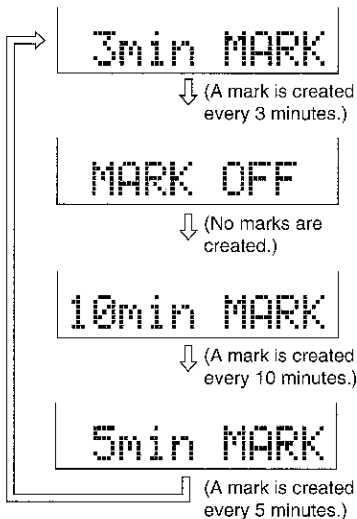 3min MARK
(A mark is created
every 3 minutes.)
MARK OFF
(No marks are
created.)
10min MARK
(A mark is created
every 10 minutes.)
5min MARK
(A mark is created
every 5 minutes.)